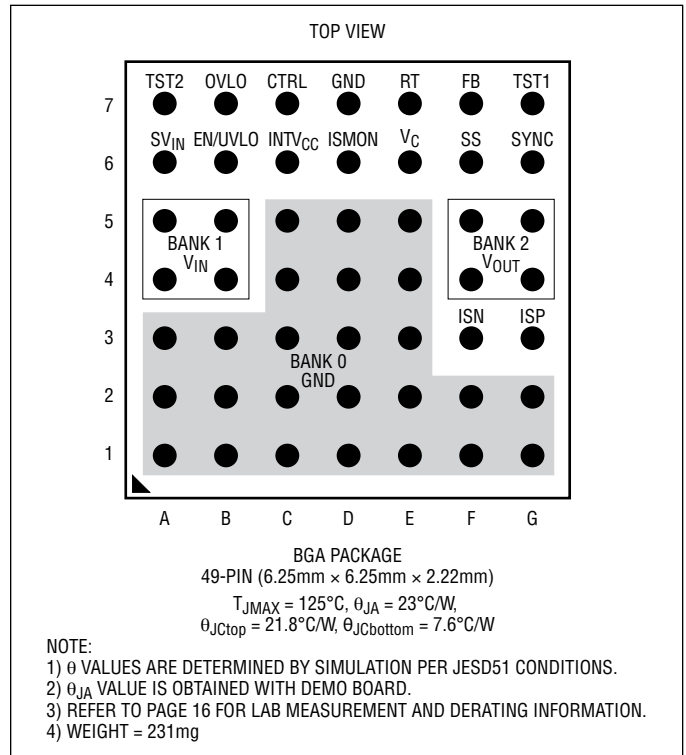 TOP VIEW
TST2 OVLO CTRL GND RT FB TST1
7
SVIN EN/UVLO INTVCC ISMON VC SS SYNC
6
5
BANK 1
VIN
BANK 2
VOUT
4
ISN ISP
3
BANK 0
GND
2
1
A B C D E F G
BGA PACKAGE
49-PIN (6.25mm × 6.25mm × 2.22mm)
TJMAX = 125°C, θJA = 23°C/W,
θJCtop = 21.8°C/W, θJCbottom = 7.6°C/W
NOTE:
1) θ VALUES ARE DETERMINED BY SIMULATION PER JESD51 CONDITIONS.
2) θJA VALUE IS OBTAINED WITH DEMO BOARD.
3) REFER TO PAGE 16 FOR LAB MEASUREMENT AND DERATING INFORMATION.
4) WEIGHT = 231mg